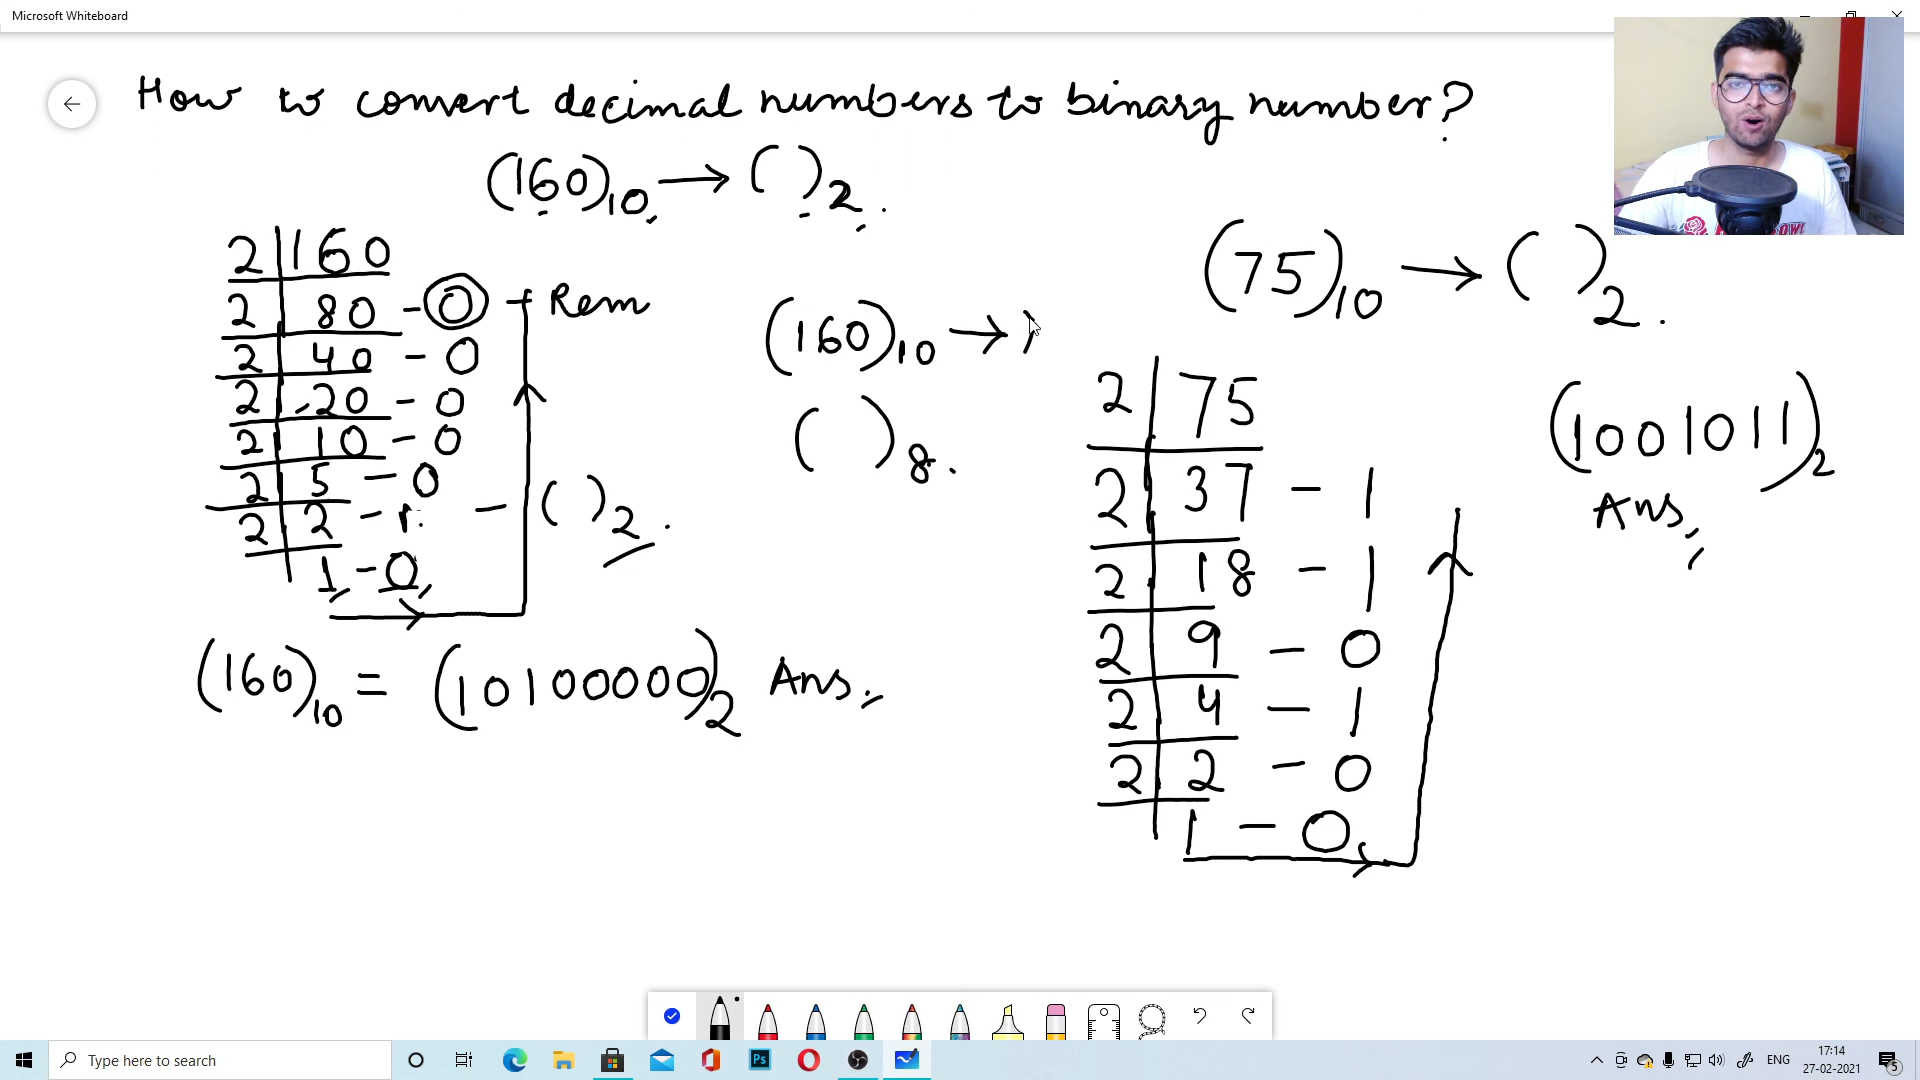 Microsoft Whiteboard
How to convert decimal numbers to binary number?
(160)10 → ( )2.
2 160
2 80 - 0 Rem
2 40 - 0
2 20 - 0
2 10 - 0
2 5 - 0
2 2 - 1 - ( )2.
1 - 0
(160)10 = (10100000)2 Ans
(160)10 →
( )8.
(75)10 → ( )2.
2 75
2 37 - 1
2 18 - 1
2 9 - 0
2 4 - 1
2 2 - 0
1 - 0
(1001011)2
Ans
Type here to search
Ps
ENG
17:14
27-02-2021
5